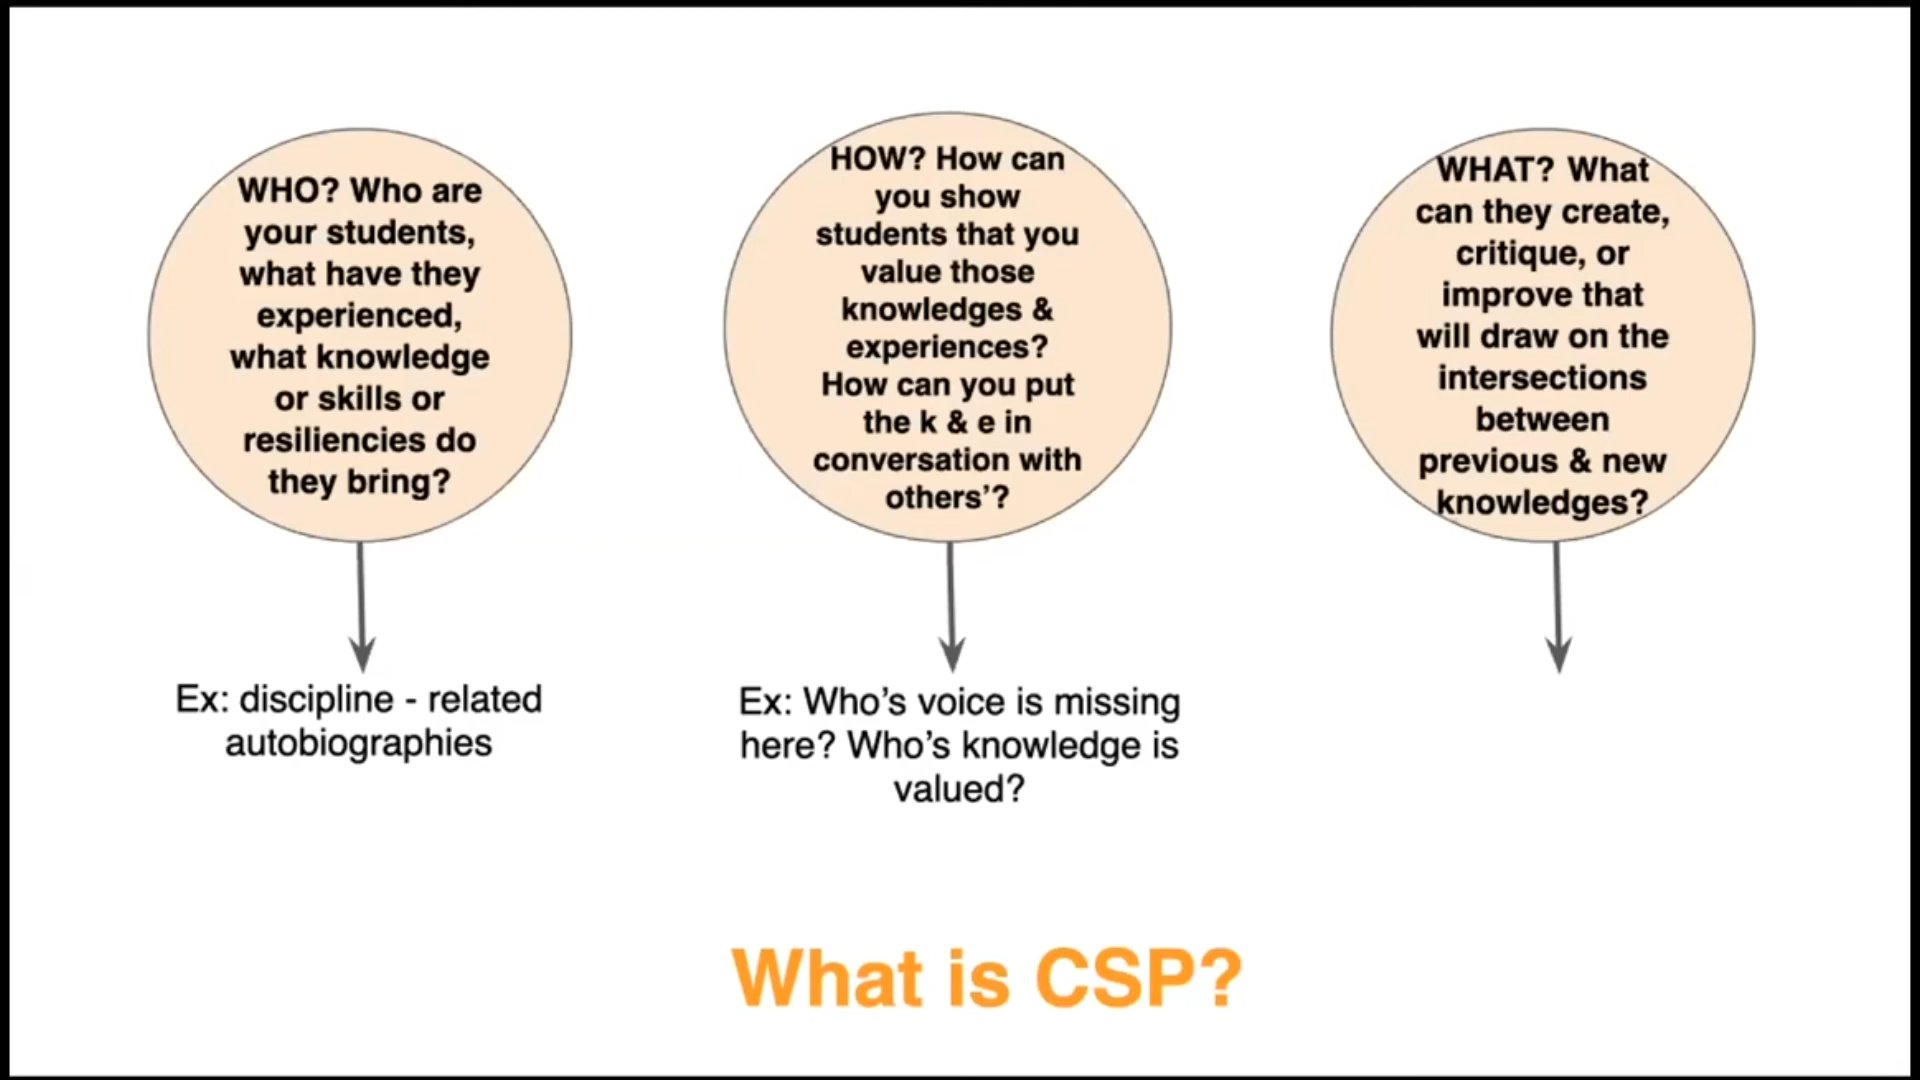 WHO? Who are
your students,
what have they
experienced,
what knowledge
or skills or
resiliencies do
they bring?
HOW? How can
you show
students that you
value those
knowledges &
experiences?
How can you put
the k & e in
conversation with
others’?
WHAT? What
can they create,
critique, or
improve that
will draw on the
intersections
between
previous & new
knowledges?
Ex: discipline - related
autobiographies
Ex: Who’s voice is missing
here? Who’s knowledge is
valued?
What is CSP?